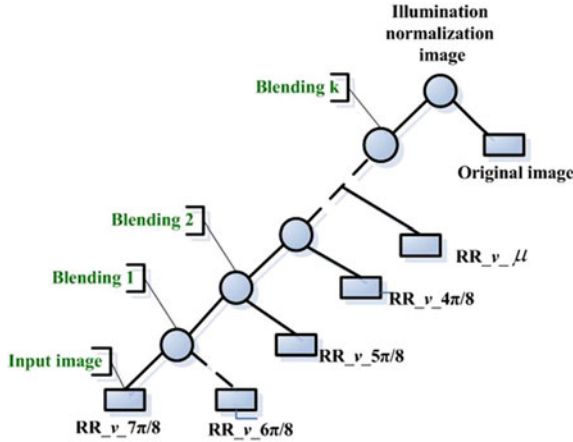 Illumination
normalization
image
Blending k
Original image
Blending 2
RR_v_μ
Blending 1
RR_v_4π/8
RR_v_5π/8
Input image
RR_v_7π/8
RR_v_6π/8